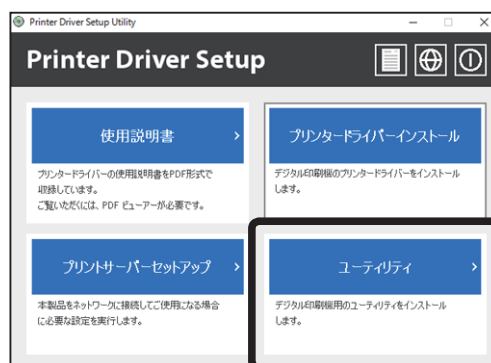 Printer Driver Setup Utility
Printer Driver Setup
使用説明書
プリンタードライバーの使用説明書をPDF形式で
収録しています。
ご覧いただくには、PDF ビューアーが必要です。
プリンタードライバーインストール
デジタル印刷機のプリンタードライバーをインストール
します。
プリントサーバーセットアップ
本製品をネットワークに接続してご使用になる場合
に必要な設定を実行します。
ユーティリティ
デジタル印刷機用のユーティリティをインストール
します。